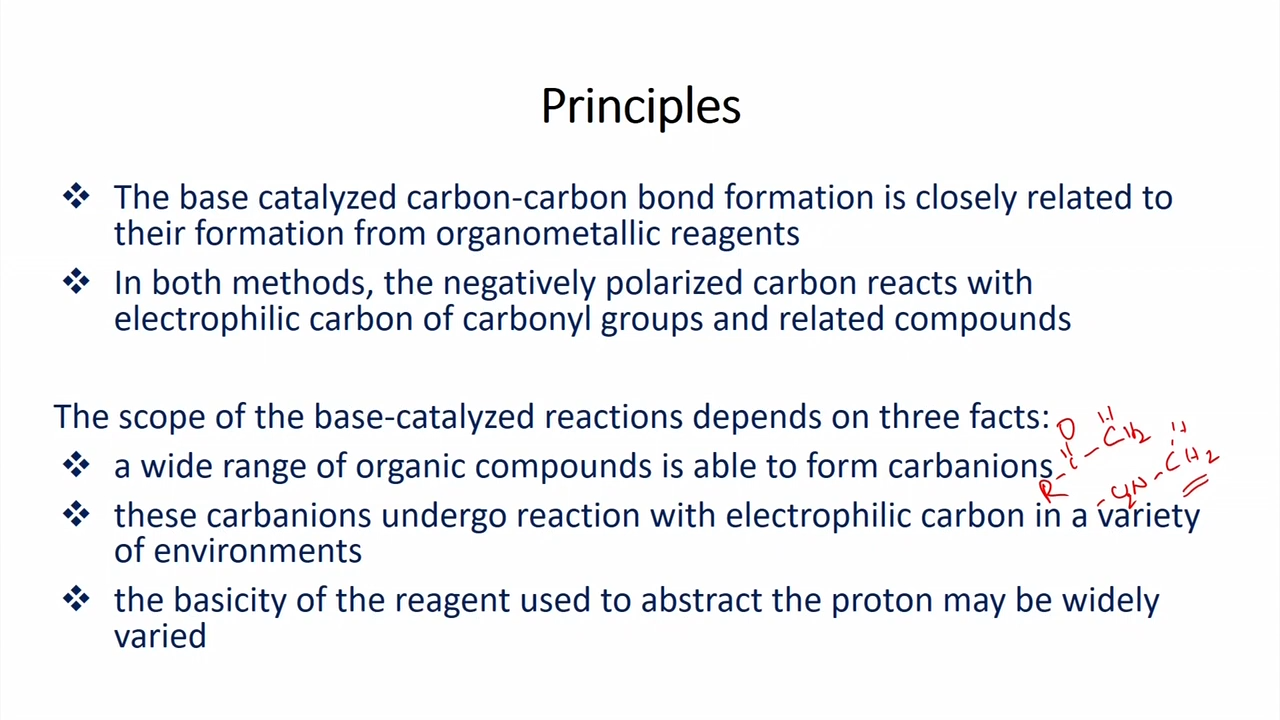 Principles
❖ The base catalyzed carbon-carbon bond formation is closely related to
their formation from organometallic reagents
❖ In both methods, the negatively polarized carbon reacts with
electrophilic carbon of carbonyl groups and related compounds
The scope of the base-catalyzed reactions depends on three facts:
❖ a wide range of organic compounds is able to form carbanions
❖ these carbanions undergo reaction with electrophilic carbon in a variety
of environments
❖ the basicity of the reagent used to abstract the proton may be widely
varied
O
H
R C CH2
H
CH2